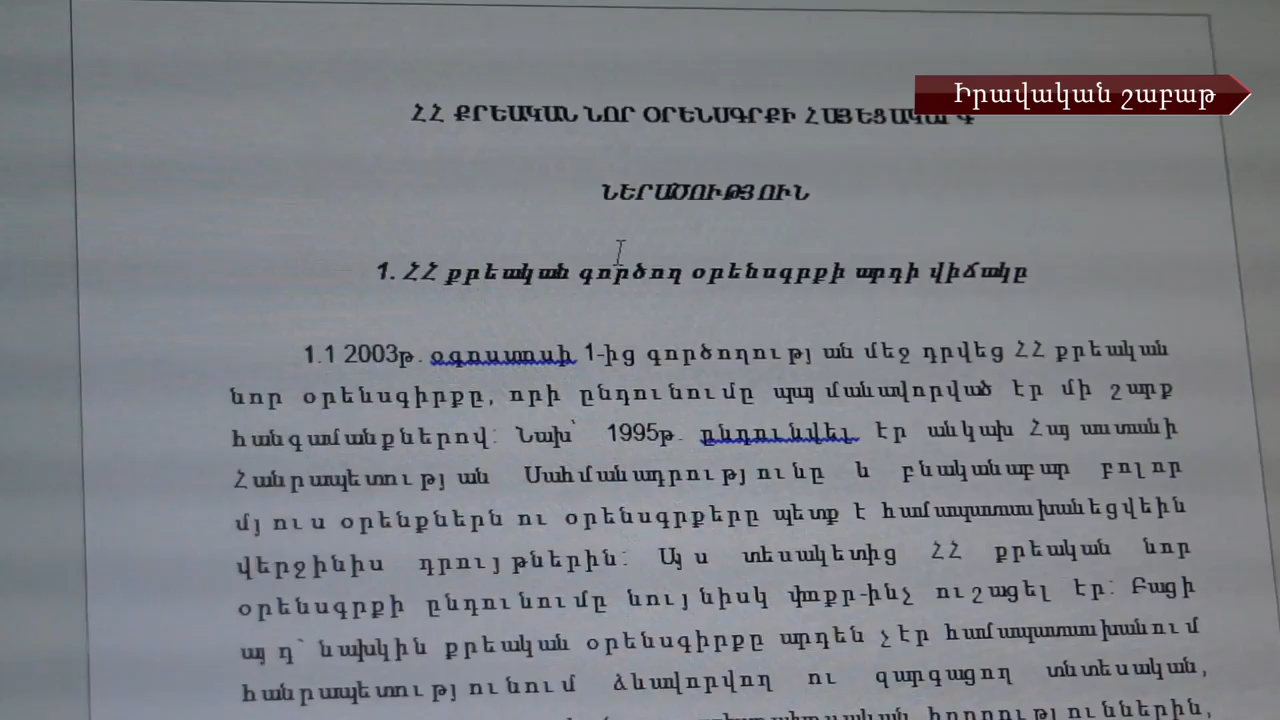 Իրավական շաբաթ
ՀՀ ՔՐԵԱԿԱՆ ՆՈՐ ՕՐԵՆՍԳՐՔԻ ՀԱՅԵՑԱԿԱՐԳ
ՆԵՐԱԾՈՒԹՅՈՒՆ
1. ՀՀ քրեական գործող օրենսգրքի արդի վիճակը
1.1 2003թ. օգոստոսի 1-ից գործողության մեջ դրվեց ՀՀ քրեական
նոր օրենսգիրքը, որի ընդունումը պայմանավորված էր մի շարք
հանգամանքներով: Նախ՝ 1995թ. ընդունվել էր անկախ Հայաստանի
Հանրապետության Սահմանադրությունը և բնականաբար բոլոր
մյուս օրենքներն ու օրենսգրքերը պետք է համապատասխանեցվեին
վերջինիս դրույթներին: Այս տեսակետից ՀՀ քրեական նոր
օրենսգրքի ընդունումը նույնիսկ փոքր-ինչ ուշացել էր: Բացի
այդ՝ նախկին քրեական օրենսգիրքը արդեն չէր համապատասխանում
հանրապետությունում ձևավորվող ու զարգացող տնտեսական,